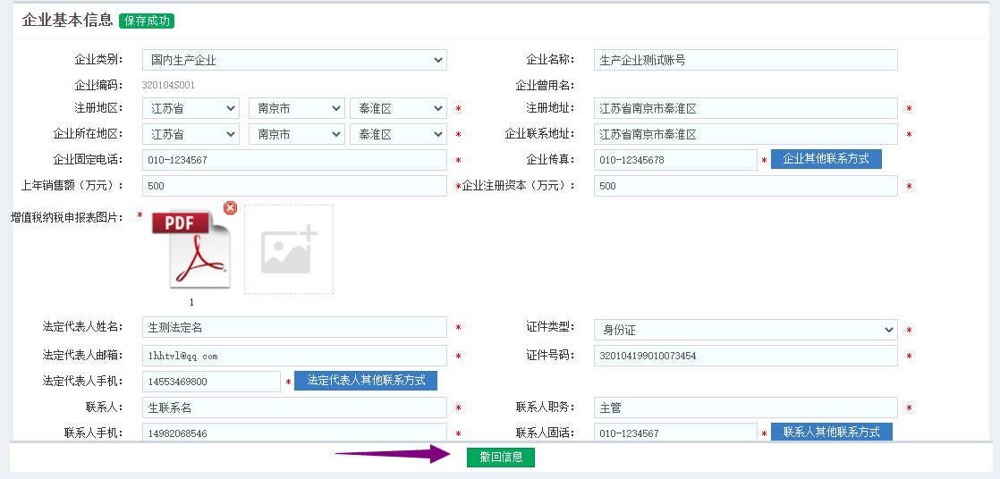 企业基本信息 保存成功
企业类别： 国内生产企业 企业名称： 生产企业测试账号
企业编码： 320104S001 企业曾用名：
注册地区： 江苏省 南京市 秦淮区 * 注册地址： 江苏省南京市秦淮区 *
企业所在地区： 江苏省 南京市 秦淮区 * 企业联系地址： 江苏省南京市秦淮区 *
企业固定电话： 010-1234567 * 企业传真： 010-12345678 * 企业其他联系方式
上年销售额（万元）： 500 * 企业注册资本（万元）： 500 *
增值税纳税申报表图片： *
PDF
1
法定代表人姓名： 生测法定名 * 证件类型： 身份证 *
法定代表人邮箱： 1hhtvl@qq.com * 证件号码： 320104199010073454 *
法定代表人手机： 14553469800 * 法定代表人其他联系方式
联系人： 生联系名 * 联系人职务： 主管 *
联系人手机： 14982068546 * 联系人固话： 010-1234567 * 联系人其他联系方式
撤回信息